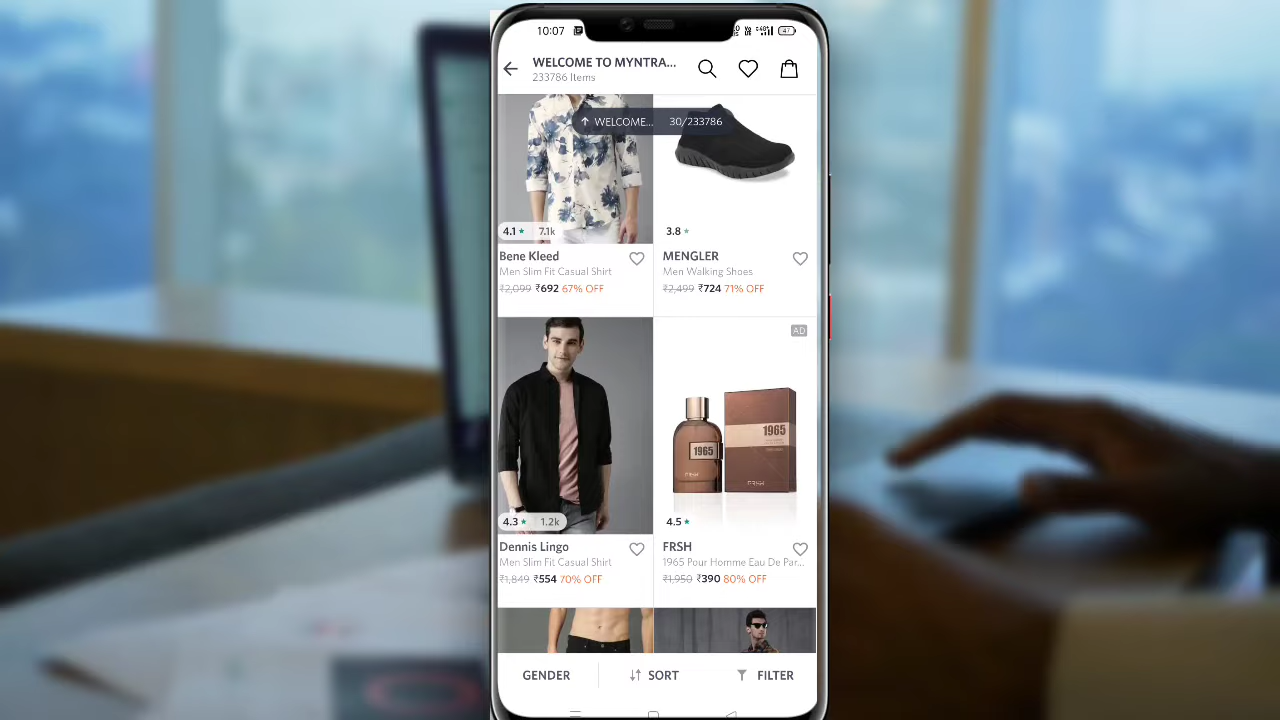 10:07
47
WELCOME TO MYNTRA...
233786 Items
WELCOME... 30/233786
4.1 7.1k
3.8
Bene Kleed
Men Slim Fit Casual Shirt
₹2,099 ₹692 67% OFF
MENGLER
Men Walking Shoes
₹2,499 ₹724 71% OFF
AD
1965
1965
FRSH
4.3 1.2k
4.5
Dennis Lingo
Men Slim Fit Casual Shirt
₹1,849 ₹554 70% OFF
FRSH
1965 Pour Homme Eau De Par...
₹1,950 ₹390 80% OFF
GENDER
SORT
FILTER